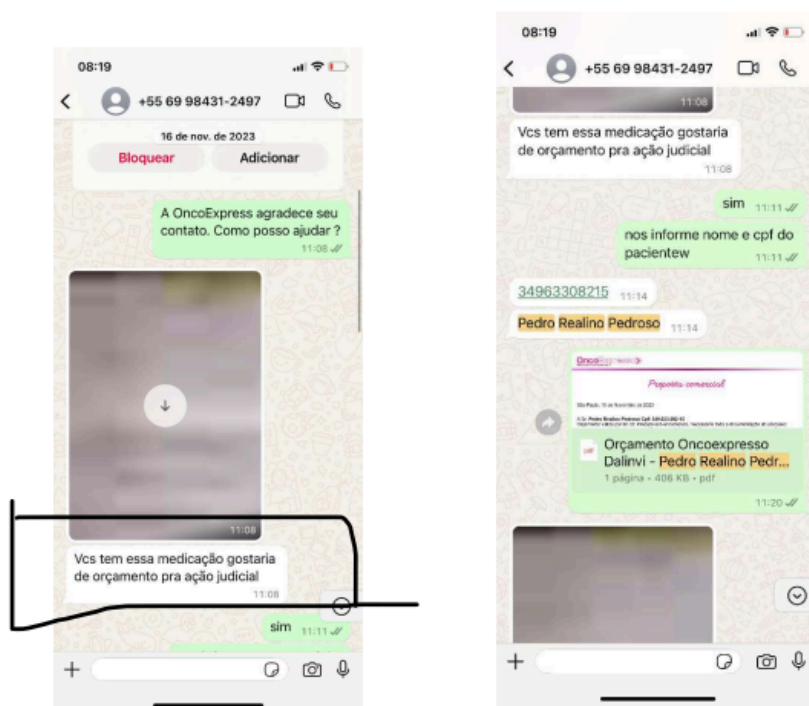 08:19
+55 69 98431-2497
16 de nov. de 2023
Bloquear Adicionar
A OncoExpress agradece seu
contato. Como posso ajudar ?
11:08
11:08
Vcs tem essa medicação gostaria
de orçamento pra ação judicial
11:08
sim 11:11
08:19
+55 69 98431-2497
11:08
Vcs tem essa medicação gostaria
de orçamento pra ação judicial
11:08
sim 11:11
nos informe nome e cpf do
pacientew 11:11
34963308215 11:14
Pedro Realino Pedroso 11:14
Proposta comercial
Orçamento Oncoexpresso
Dalinvi - Pedro Realino Pedr...
1 página • 406 KB • pdf
11:20